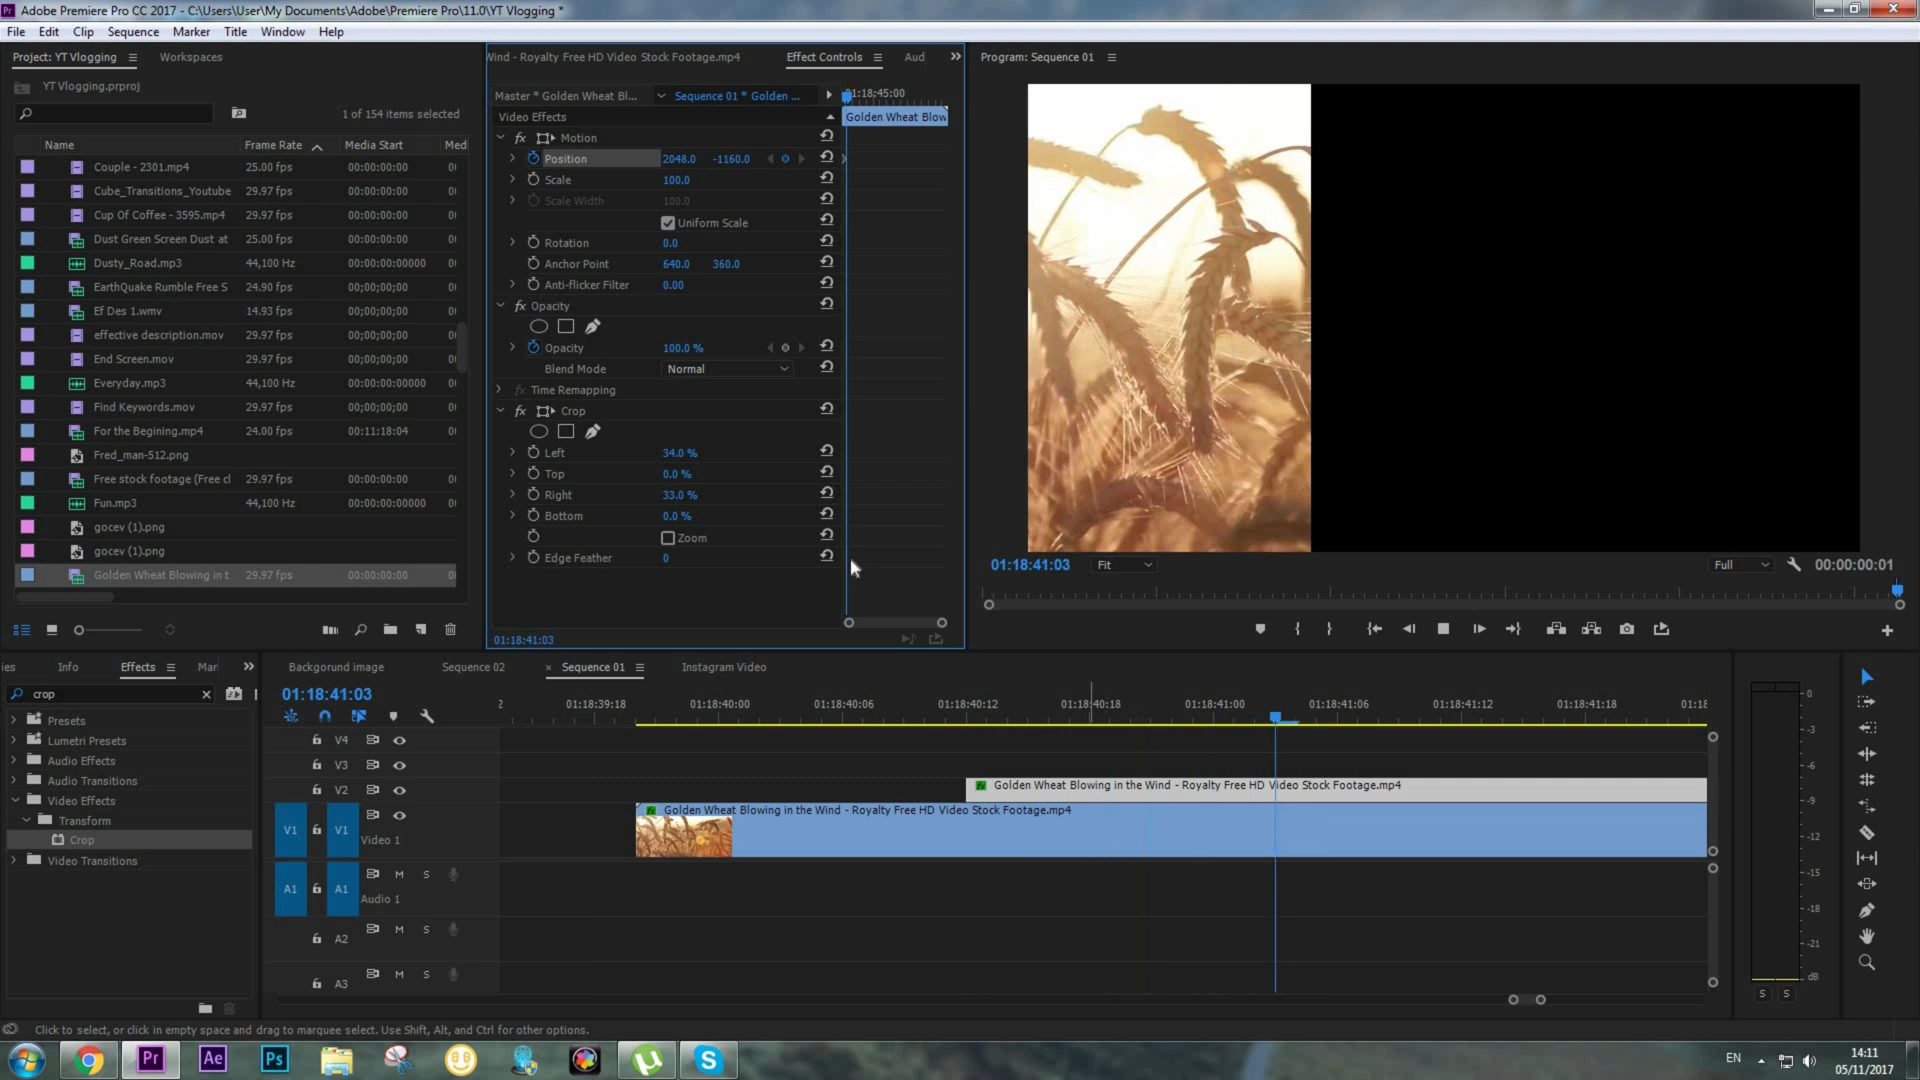 Adobe Premiere Pro CC 2017 - C:\Users\User\My Documents\Adobe\Premiere Pro\11.0\YT Vlogging *
File Edit Clip Sequence Marker Title Window Help
Project: YT Vlogging Workspaces
YT Vlogging.prproj
1 of 154 items selected
Name Frame Rate Media Start Med
Couple - 2301.mp4 25.00 fps 00:00:00:00
Cube_Transitions_Youtube 29.97 fps 00:00:00:00
Cup Of Coffee - 3595.mp4 29.97 fps 00:00:00:00
Dust Green Screen Dust at 25.00 fps 00:00:00:00
Dusty_Road.mp3 44,100 Hz 00:00:00:00000
EarthQuake Rumble Free S 24.90 fps 00;00;00;00
Ef Des 1.wmv 14.93 fps 00;00;00;00
effective description.mov 29.97 fps 00;00;00;00
End Screen.mov 29.97 fps 00;00;00;00
Everyday.mp3 44,100 Hz 00:00:00:00000
Find Keywords.mov 29.97 fps 00;00;00;00
For the Begining.mp4 24.00 fps 00:11:18:04
Fred_man-512.png
Free stock footage (Free cl 29.97 fps 00:00:00:00
Fun.mp3 44,100 Hz 00:00:00:00000
gocev (1).png
gocev (1).png
Golden Wheat Blowing in t 29.97 fps 00:00:00:00
Wind - Royalty Free HD Video Stock Footage.mp4 Effect Controls Aud
Master * Golden Wheat Bl... Sequence 01 * Golden ... 01:18:45:00
Video Effects Golden Wheat Blow
fx Motion
Position 2048.0 -1160.0
Scale 100.0
Scale Width 100.0
Uniform Scale
Rotation 0.0
Anchor Point 640.0 360.0
Anti-flicker Filter 0.00
fx Opacity
Opacity 100.0 %
Blend Mode Normal
fx Time Remapping
fx Crop
Left 34.0 %
Top 0.0 %
Right 33.0 %
Bottom 0.0 %
Zoom
Edge Feather 0
01:18:41:03
Program: Sequence 01
01:18:41:03 Fit Full 00:00:00:01
ies Info Effects Mar
crop
Presets
Lumetri Presets
Audio Effects
Audio Transitions
Video Effects
Transform
Crop
Video Transitions
Backgorund image Sequence 02 × Sequence 01 Instagram Video
01:18:41:03
2 01:18:39:18 01:18:40:00 01:18:40:06 01:18:40:12 01:18:40:18 01:18:41:00 01:18:41:06 01:18:41:12 01:18:41:18 01:18
V4
V3
V2 Golden Wheat Blowing in the Wind - Royalty Free HD Video Stock Footage.mp4
fx Golden Wheat Blowing in the Wind - Royalty Free HD Video Stock Footage.mp4
V1 V1
Video 1
A1 A1 M S
Audio 1
A2 M S
A3 M S
0
-3
-6
-9
-12
-15
-18
-21
dB
S S
Click to select, or click in empty space and drag to marquee select. Use Shift, Alt, and Ctrl for other options.
Pr Ae Ps S
EN
14:11
05/11/2017